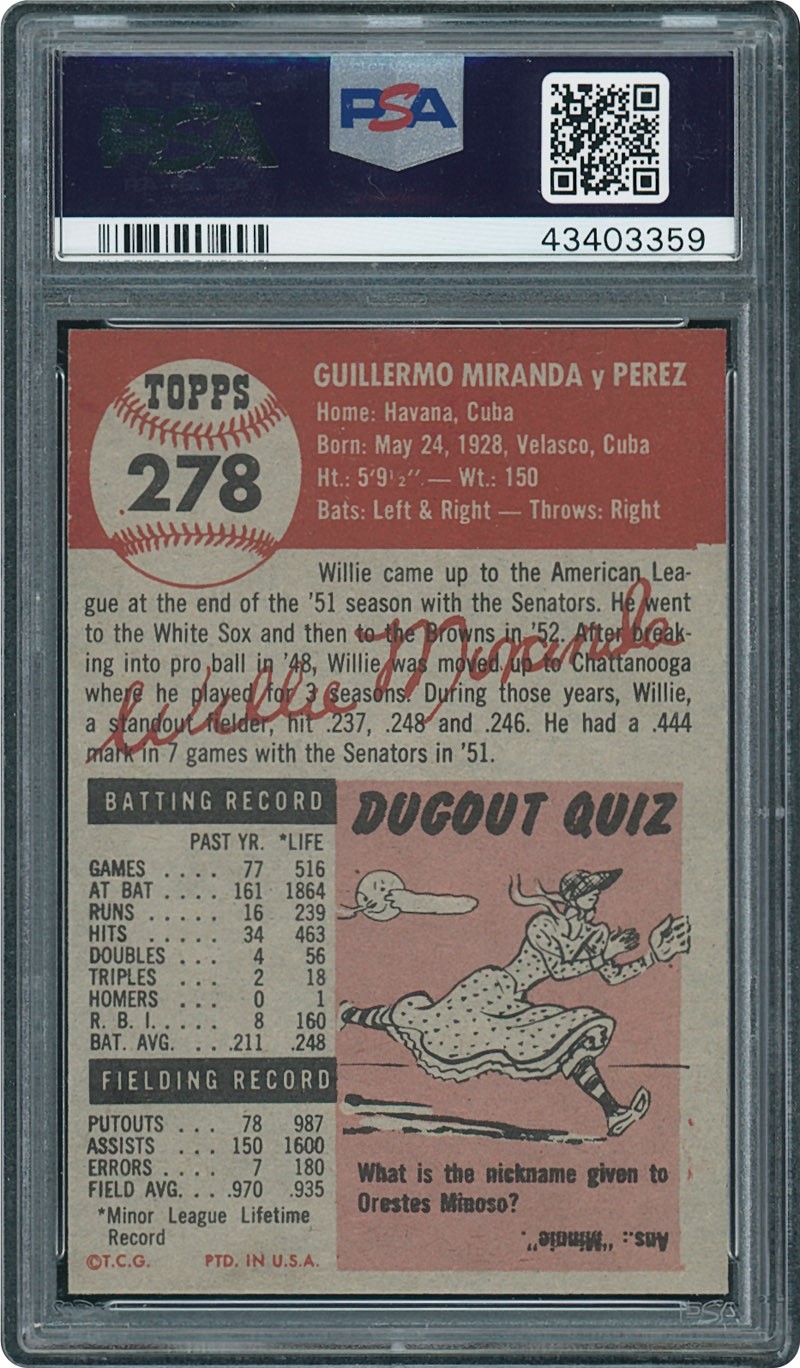 PSA
PSA
43403359
TOPPS
278
GUILLERMO MIRANDA y PEREZ
Home: Havana, Cuba
Born: May 24, 1928, Velasco, Cuba
Ht.: 5'9½" — Wt.: 150
Bats: Left & Right — Throws: Right
Willie came up to the American Lea-
gue at the end of the '51 season with the Senators. He went
to the White Sox and then to the Browns in '52. After break-
ing into pro ball in '48, Willie was moved up to Chattanooga
where he played for 3 seasons. During those years, Willie,
a standout fielder, hit .237, .248 and .246. He had a .444
mark in 7 games with the Senators in '51.
Willie Miranda
BATTING RECORD
PAST YR. *LIFE
GAMES .... 77 516
AT BAT .... 161 1864
RUNS ..... 16 239
HITS ..... 34 463
DOUBLES ... 4 56
TRIPLES ... 2 18
HOMERS ... 0 1
R. B. I..... 8 160
BAT. AVG. ... .211 .248
FIELDING RECORD
PUTOUTS ... 78 987
ASSISTS ... 150 1600
ERRORS .... 7 180
FIELD AVG. ... .970 .935
*Minor League Lifetime
Record
©T.C.G. PTD. IN U.S.A.
DUGOUT QUIZ
What is the nickname given to
Orestes Minoso?
Ans.: "Minnie".
PSA